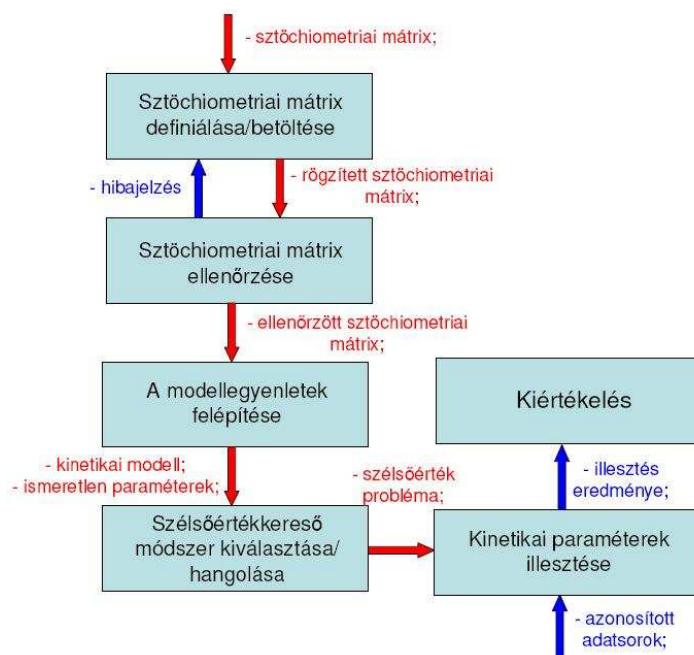 - sztöchiometriai mátrix;
Sztöchiometriai mátrix
definiálása/betöltése
- hibajelzés
- rögzített sztöchiometriai
mátrix;
Sztöchiometriai mátrix
ellenőrzése
- ellenőrzött sztöchiometriai
mátrix;
A modellegyenletek
felépítése
Kiértékelés
- kinetikai modell;
- ismeretlen paraméterek;
- szélsőérték
probléma;
- illesztés
eredménye;
Szélsőértékkereső
módszer kiválasztása/
hangolása
Kinetikai paraméterek
illesztése
- azonosított
adatsorok;